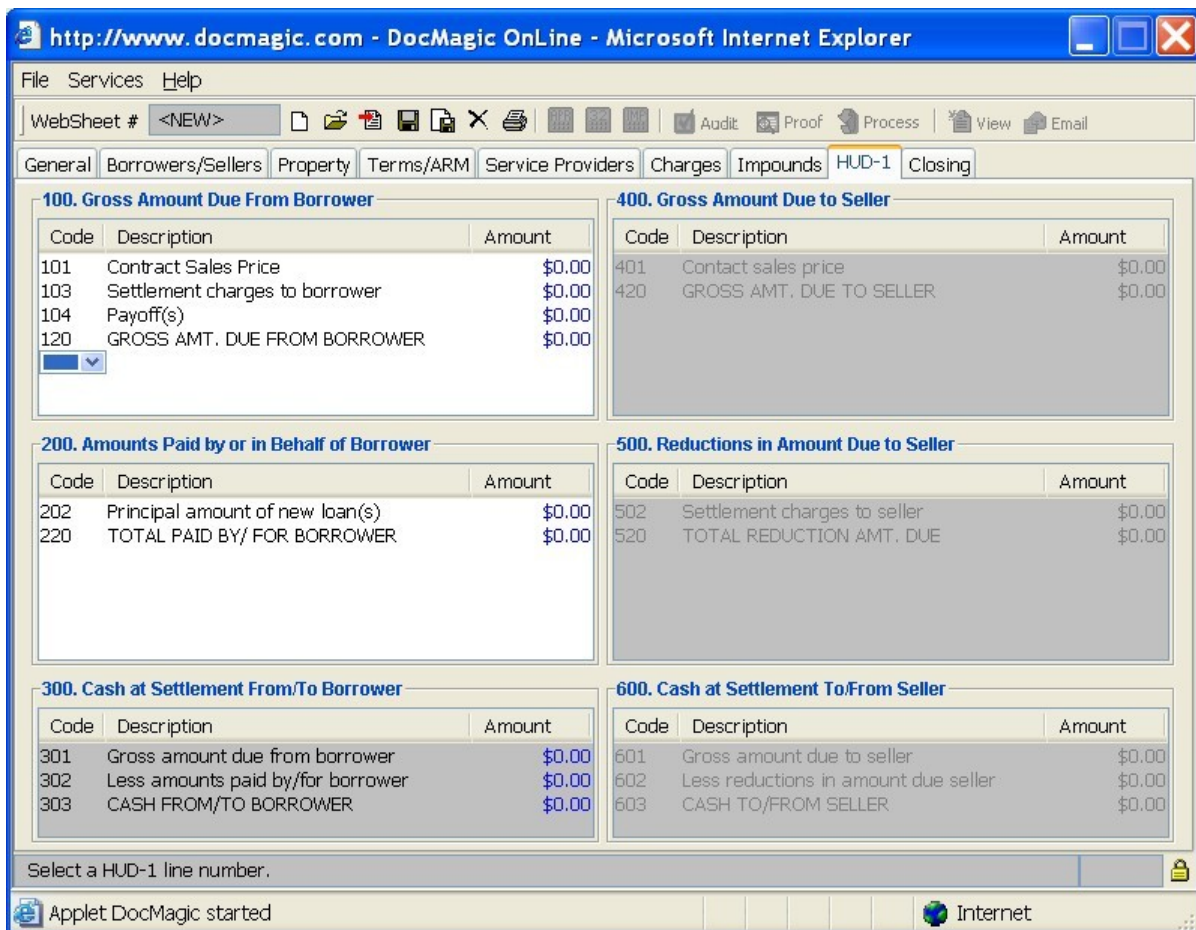 http://www.docmagic.com - DocMagic OnLine - Microsoft Internet Explorer
File Services Help
WebSheet # <NEW> Audit Proof Process View Email
General Borrowers/Sellers Property Terms/ARM Service Providers Charges Impounds HUD-1 Closing
100. Gross Amount Due From Borrower
Code Description Amount
101 Contract Sales Price $0.00
103 Settlement charges to borrower $0.00
104 Payoff(s) $0.00
120 GROSS AMT. DUE FROM BORROWER $0.00
400. Gross Amount Due to Seller
Code Description Amount
401 Contact sales price $0.00
420 GROSS AMT. DUE TO SELLER $0.00
200. Amounts Paid by or in Behalf of Borrower
Code Description Amount
202 Principal amount of new loan(s) $0.00
220 TOTAL PAID BY/ FOR BORROWER $0.00
500. Reductions in Amount Due to Seller
Code Description Amount
502 Settlement charges to seller $0.00
520 TOTAL REDUCTION AMT. DUE $0.00
300. Cash at Settlement From/To Borrower
Code Description Amount
301 Gross amount due from borrower $0.00
302 Less amounts paid by/for borrower $0.00
303 CASH FROM/TO BORROWER $0.00
600. Cash at Settlement To/From Seller
Code Description Amount
601 Gross amount due to seller $0.00
602 Less reductions in amount due seller $0.00
603 CASH TO/FROM SELLER $0.00
Select a HUD-1 line number.
Applet DocMagic started Internet